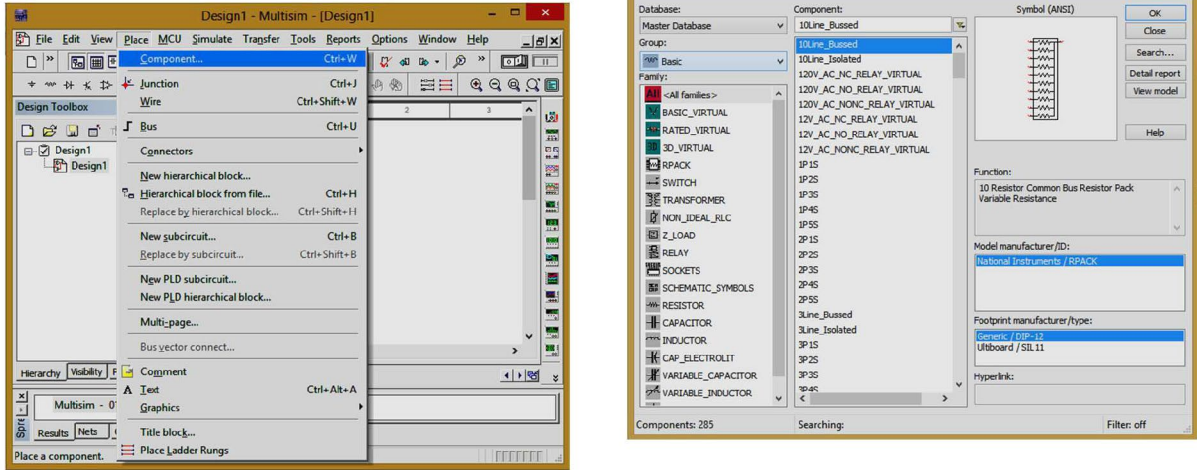 Design1 - Multisim - [Design1]
File Edit View Place MCU Simulate Transfer Tools Reports Options Window Help
Component... Ctrl+W
Junction Ctrl+J
Wire Ctrl+Shift+W
Bus Ctrl+U
Connectors
New hierarchical block...
Hierarchical block from file... Ctrl+H
Replace by hierarchical block... Ctrl+Shift+H
New subcircuit... Ctrl+B
Replace by subcircuit... Ctrl+Shift+B
New PLD subcircuit...
New PLD hierarchical block...
Multi-page...
Bus vector connect...
Comment
Text Ctrl+Alt+A
Graphics
Title block...
Place Ladder Rungs
Design Toolbox
Design1
Design1
2 3
Hierarchy Visibility
Multisim - 0
Results Nets
Spre
Place a component.
Database:
Master Database
Group:
Basic
Family:
All <All families>
BASIC_VIRTUAL
RATED_VIRTUAL
3D 3D_VIRTUAL
RPACK
SWITCH
TRANSFORMER
NON_IDEAL_RLC
Z_LOAD
RELAY
SOCKETS
SCHEMATIC_SYMBOLS
RESISTOR
CAPACITOR
INDUCTOR
CAP_ELECTROLIT
VARIABLE_CAPACITOR
VARIABLE_INDUCTOR
Component:
10Line_Bussed
10Line_Bussed
10Line_Isolated
120V_AC_NC_RELAY_VIRTUAL
120V_AC_NO_RELAY_VIRTUAL
120V_AC_NONC_RELAY_VIRTUAL
12V_AC_NC_RELAY_VIRTUAL
12V_AC_NO_RELAY_VIRTUAL
12V_AC_NONC_RELAY_VIRTUAL
1P1S
1P2S
1P3S
1P4S
1P5S
2P1S
2P2S
2P3S
2P4S
2P5S
3Line_Bussed
3Line_Isolated
3P1S
3P2S
3P3S
3P4S
Symbol (ANSI)
Function:
10 Resistor Common Bus Resistor Pack
Variable Resistance
Model manufacturer/ID:
National Instruments / RPACK
Footprint manufacturer/type:
Generic / DIP-12
Ultiboard / SIL11
Hyperlink:
OK
Close
Search...
Detail report
View model
Help
Components: 285 Searching: Filter: off